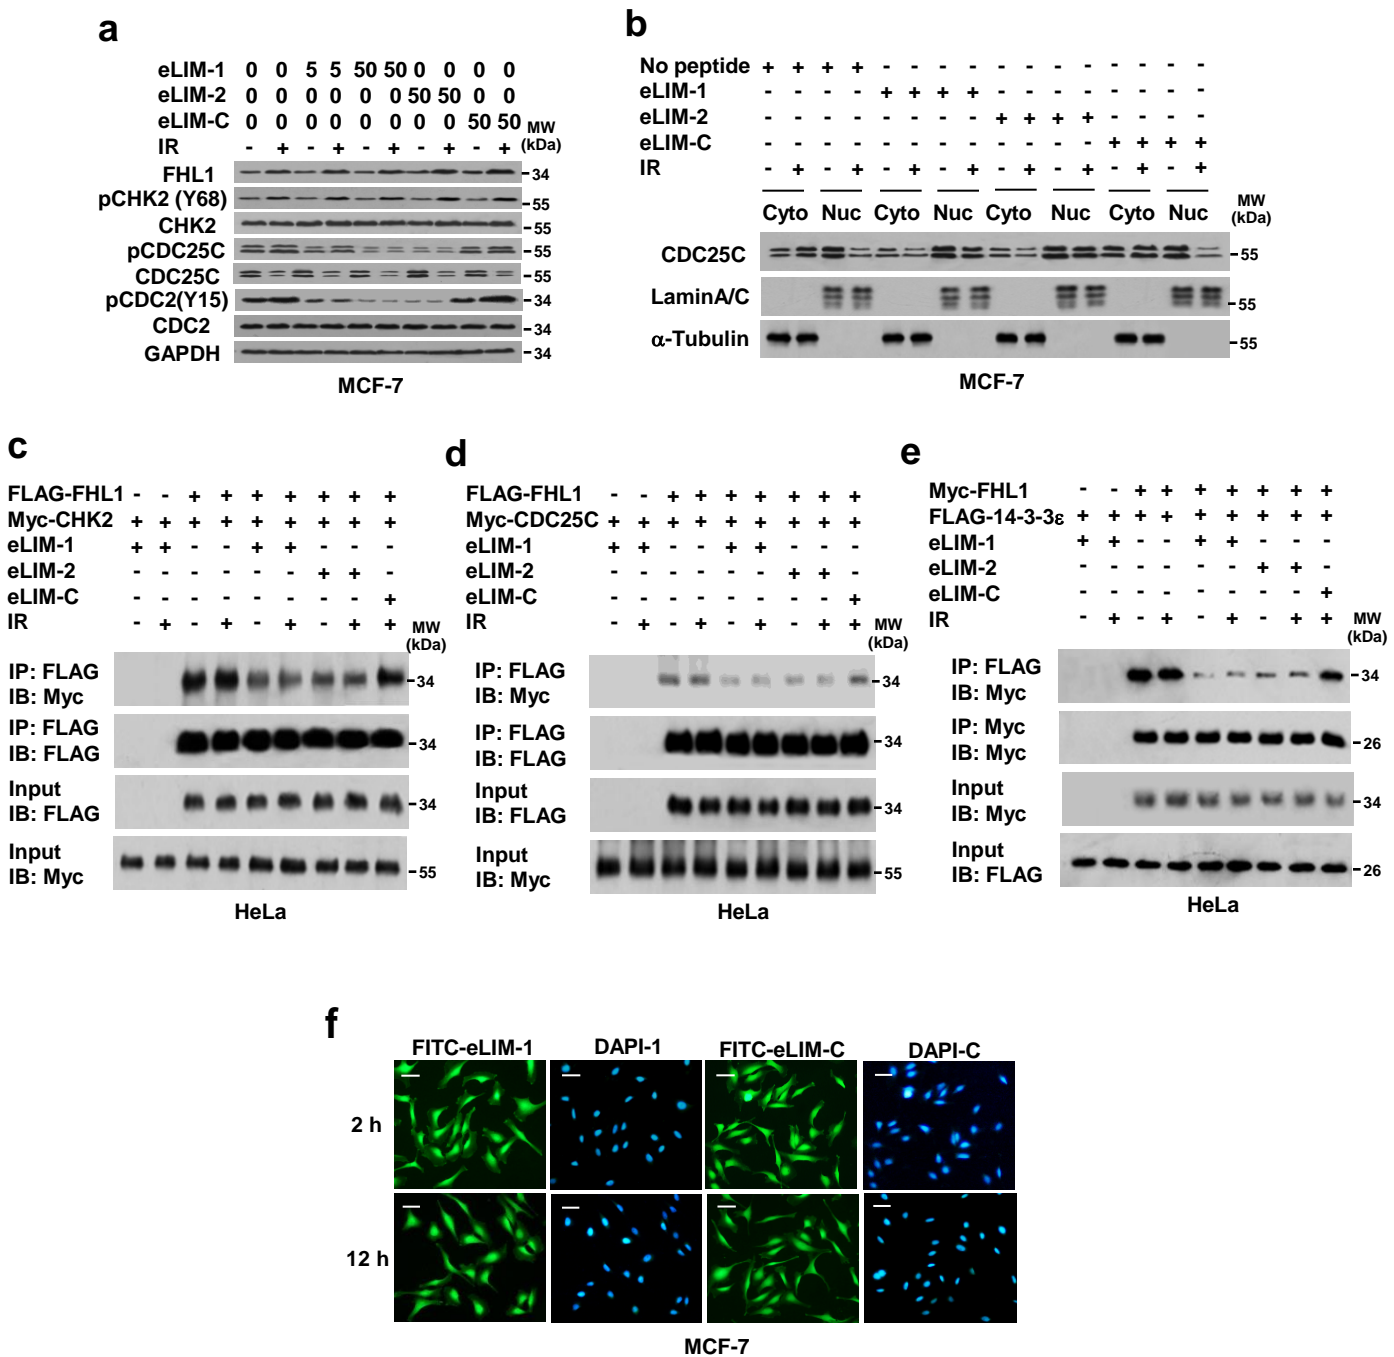 a
eLIM-1 0 0 5 5 50 50 0 0 0 0
eLIM-2 0 0 0 0 0 0 50 50 0 0
eLIM-C 0 0 0 0 0 0 0 0 50 50
IR - + - + - + - + - +
MW
(kDa)
FHL1 34
pCHK2 (Y68) 55
CHK2 55
pCDC25C 55
CDC25C 55
pCDC2(Y15) 34
CDC2 34
GAPDH 34
MCF-7
b
No peptide + + + + - - - - - - - - - - - -
eLIM-1 - - - - + + + + - - - - - - - -
eLIM-2 - - - - - - - - + + + + - - - -
eLIM-C - - - - - - - - - - - - + + + +
IR - + - + - + - + - + - + - + - +
Cyto Nuc Cyto Nuc Cyto Nuc Cyto Nuc
MW
(kDa)
CDC25C 55
LaminA/C 55
α-Tubulin 55
MCF-7
c
FLAG-FHL1 - - + + + + + + +
Myc-CHK2 + + + + + + + + +
eLIM-1 + + - - + + - - -
eLIM-2 - - - - - - + + -
eLIM-C - - - - - - - - +
IR - + - + - + - + +
MW
(kDa)
IP: FLAG
IB: Myc 34
IP: FLAG
IB: FLAG 34
Input
IB: FLAG 34
Input
IB: Myc 55
HeLa
d
FLAG-FHL1 - - + + + + + + +
Myc-CDC25C + + + + + + + + +
eLIM-1 + + - - + + - - -
eLIM-2 - - - - - - + + -
eLIM-C - - - - - - - - +
IR - + - + - + - + +
MW
(kDa)
IP: FLAG
IB: Myc 34
IP: FLAG
IB: FLAG 34
Input
IB: FLAG 34
Input
IB: Myc 55
HeLa
e
Myc-FHL1 - - + + + + + + +
FLAG-14-3-3ε + + + + + + + + +
eLIM-1 + + - - + + - - -
eLIM-2 - - - - - - + + -
eLIM-C - - - - - - - - +
IR - + - + - + - + +
MW
(kDa)
IP: FLAG
IB: Myc 34
IP: Myc
IB: Myc 26
Input
IB: Myc 34
Input
IB: FLAG 26
HeLa
f
FITC-eLIM-1 DAPI-1 FITC-eLIM-C DAPI-C
2 h
12 h
MCF-7